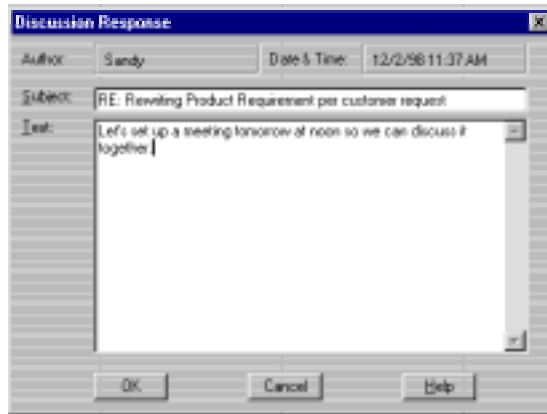 Discussion Response
Author: Sandy Date & Time: 12/2/98 11:37 AM
Subject: RE: Rewriting Product Requirement per customer request
Text: Let's set up a meeting tomorrow at noon so we can discuss it
together.
OK Cancel Help